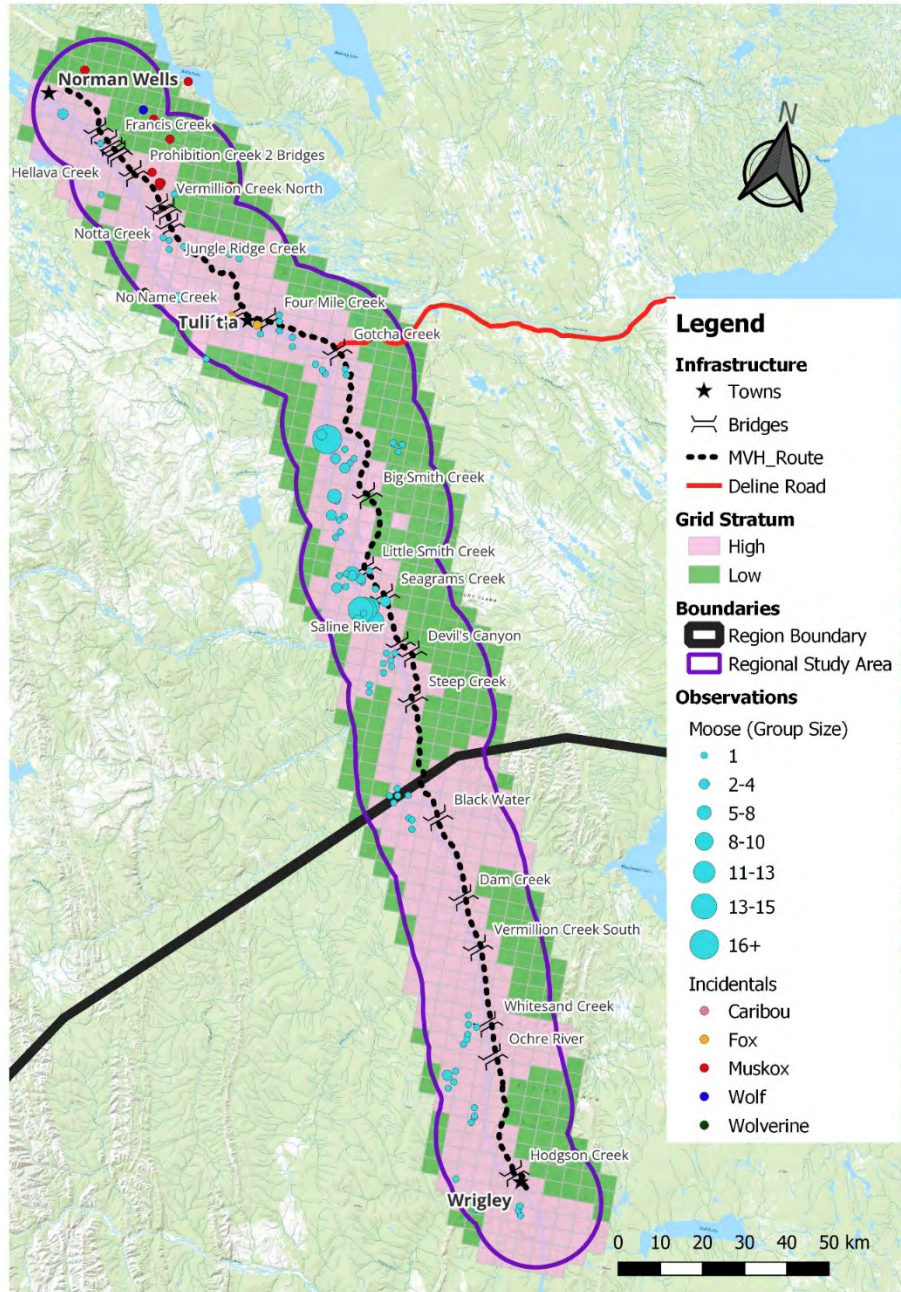 Norman Wells
Francis Creek
Prohibition Creek 2 Bridges
Hellava Creek
Vermillion Creek North
Notta Creek
Jungle Ridge Creek
No Name Creek
Four Mile Creek
Tulı́t'a
Gotcha Creek
Big Smith Creek
Little Smith Creek
Seagrams Creek
Saline River
Devil's Canyon
Steep Creek
Black Water
Dam Creek
Vermillion Creek South
Whitesand Creek
Ochre River
Hodgson Creek
Wrigley
N
Legend
Infrastructure
Towns
Bridges
MVH_Route
Deline Road
Grid Stratum
High
Low
Boundaries
Region Boundary
Regional Study Area
Observations
Moose (Group Size)
1
2-4
5-8
8-10
11-13
13-15
16+
Incidentals
Caribou
Fox
Muskox
Wolf
Wolverine
0 10 20 30 40 50 km